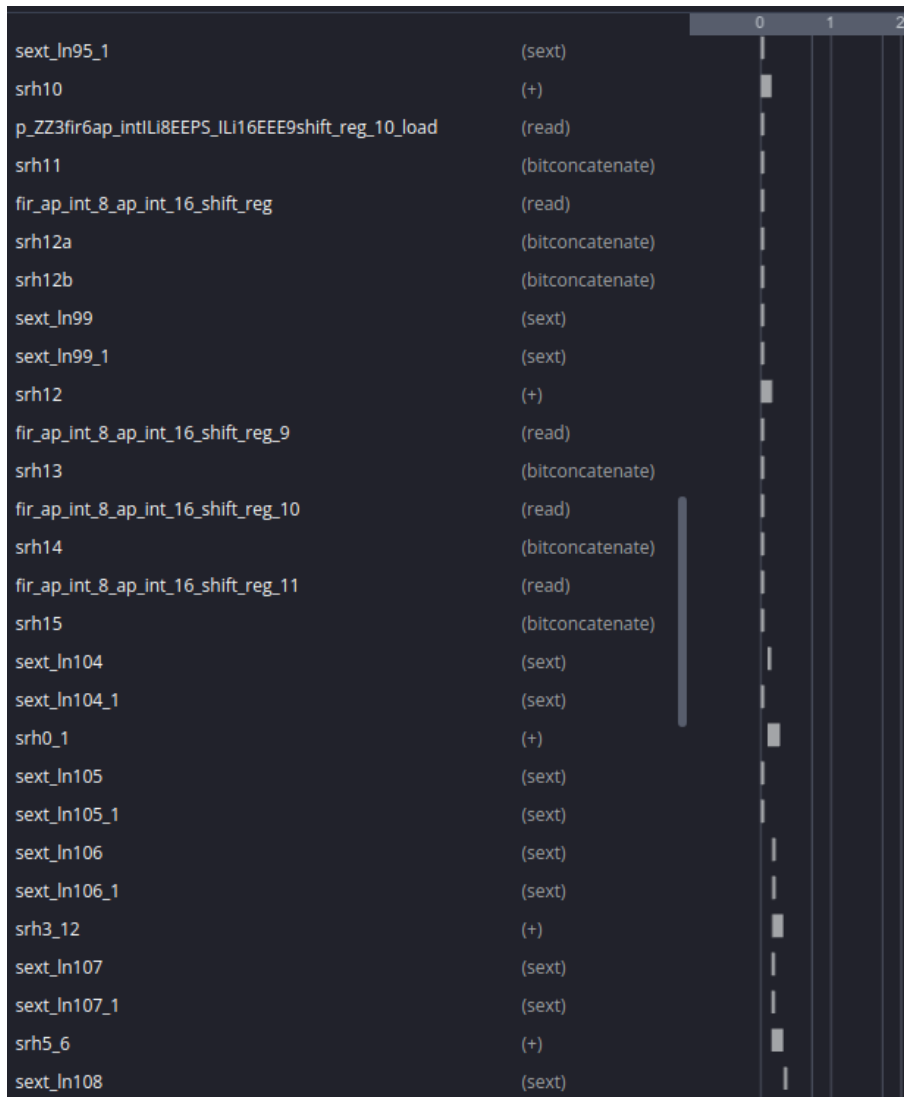 0 1 2
sext_ln95_1 (sext)
srh10 (+)
p_ZZ3fir6ap_intILi8EEPS_ILi16EEE9shift_reg_10_load (read)
srh11 (bitconcatenate)
fir_ap_int_8_ap_int_16_shift_reg (read)
srh12a (bitconcatenate)
srh12b (bitconcatenate)
sext_ln99 (sext)
sext_ln99_1 (sext)
srh12 (+)
fir_ap_int_8_ap_int_16_shift_reg_9 (read)
srh13 (bitconcatenate)
fir_ap_int_8_ap_int_16_shift_reg_10 (read)
srh14 (bitconcatenate)
fir_ap_int_8_ap_int_16_shift_reg_11 (read)
srh15 (bitconcatenate)
sext_ln104 (sext)
sext_ln104_1 (sext)
srh0_1 (+)
sext_ln105 (sext)
sext_ln105_1 (sext)
sext_ln106 (sext)
sext_ln106_1 (sext)
srh3_12 (+)
sext_ln107 (sext)
sext_ln107_1 (sext)
srh5_6 (+)
sext_ln108 (sext)